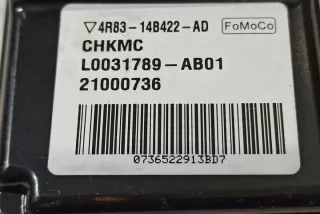 ▽4R83-14B422-AD FoMoCo
CHKMC
L0031789-AB01
21000736
0736522913BD7